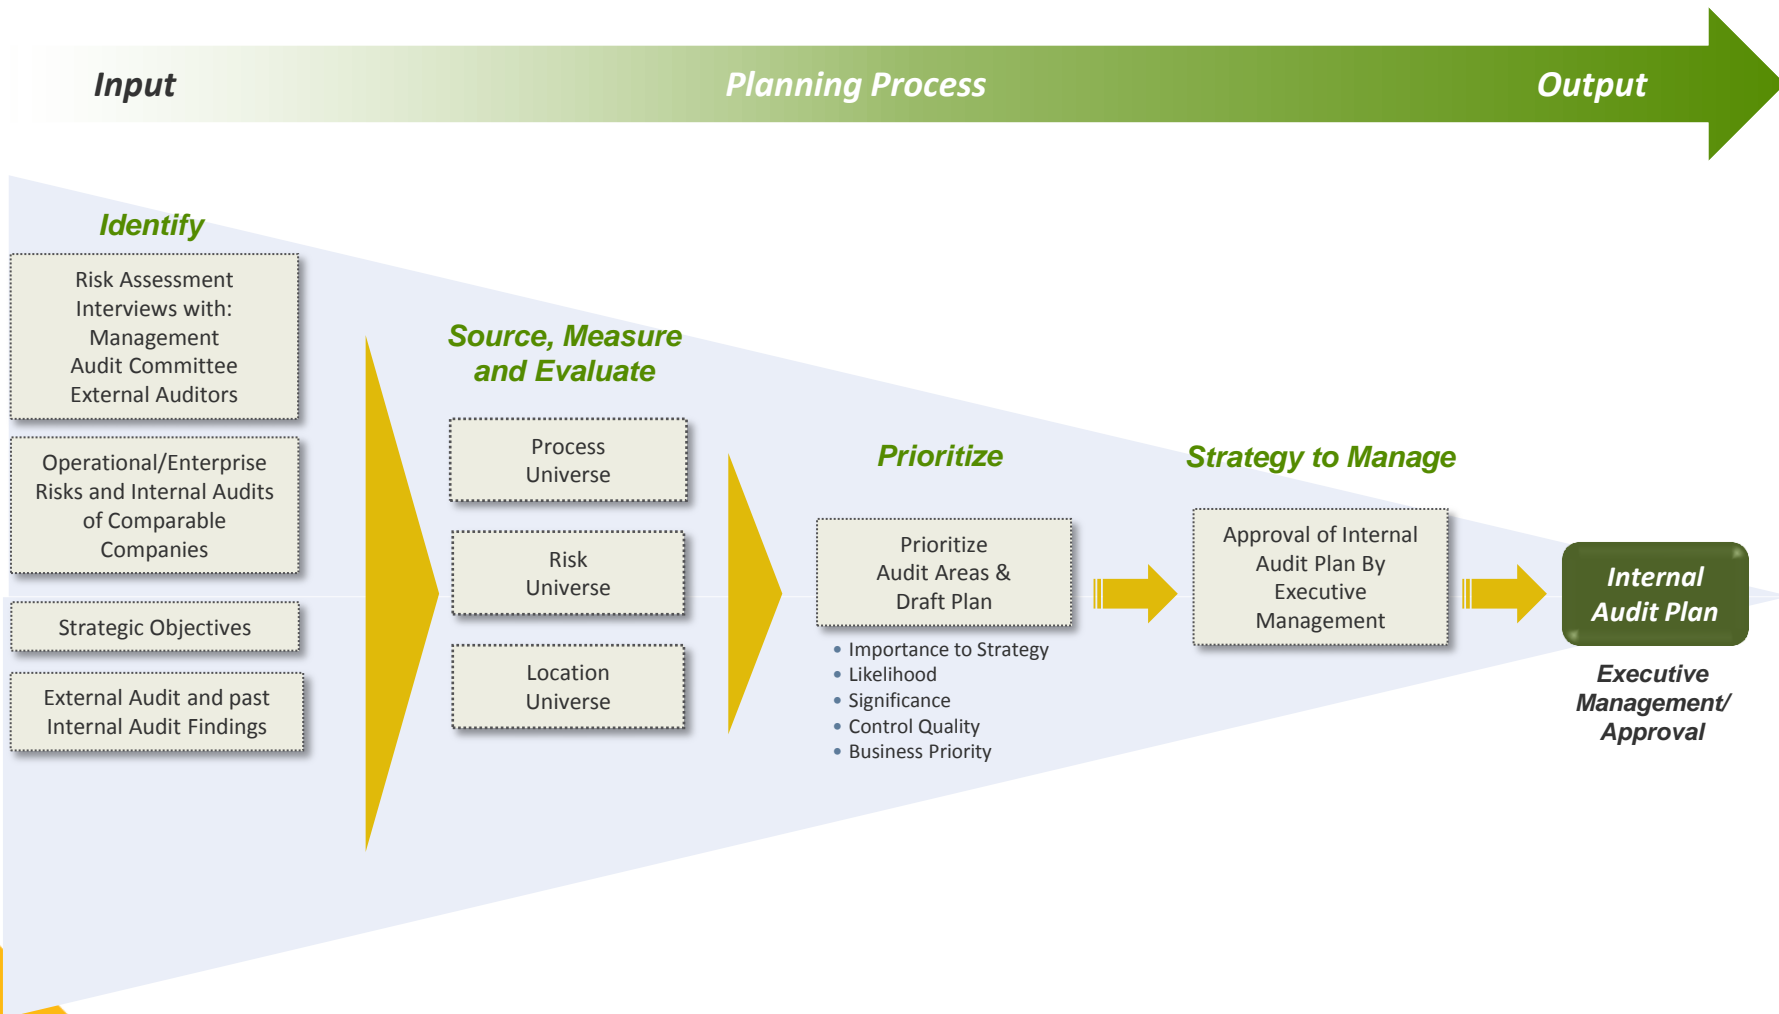 Input
Planning Process
Output
Identify
Risk Assessment
Interviews with:
Management
Audit Committee
External Auditors
Operational/Enterprise
Risks and Internal Audits
of Comparable
Companies
Strategic Objectives
External Audit and past
Internal Audit Findings
Source, Measure
and Evaluate
Process
Universe
Risk
Universe
Location
Universe
Prioritize
Prioritize
Audit Areas &
Draft Plan
• Importance to Strategy
• Likelihood
• Significance
• Control Quality
• Business Priority
Strategy to Manage
Approval of Internal
Audit Plan By
Executive
Management
Internal
Audit Plan
Executive
Management/
Approval